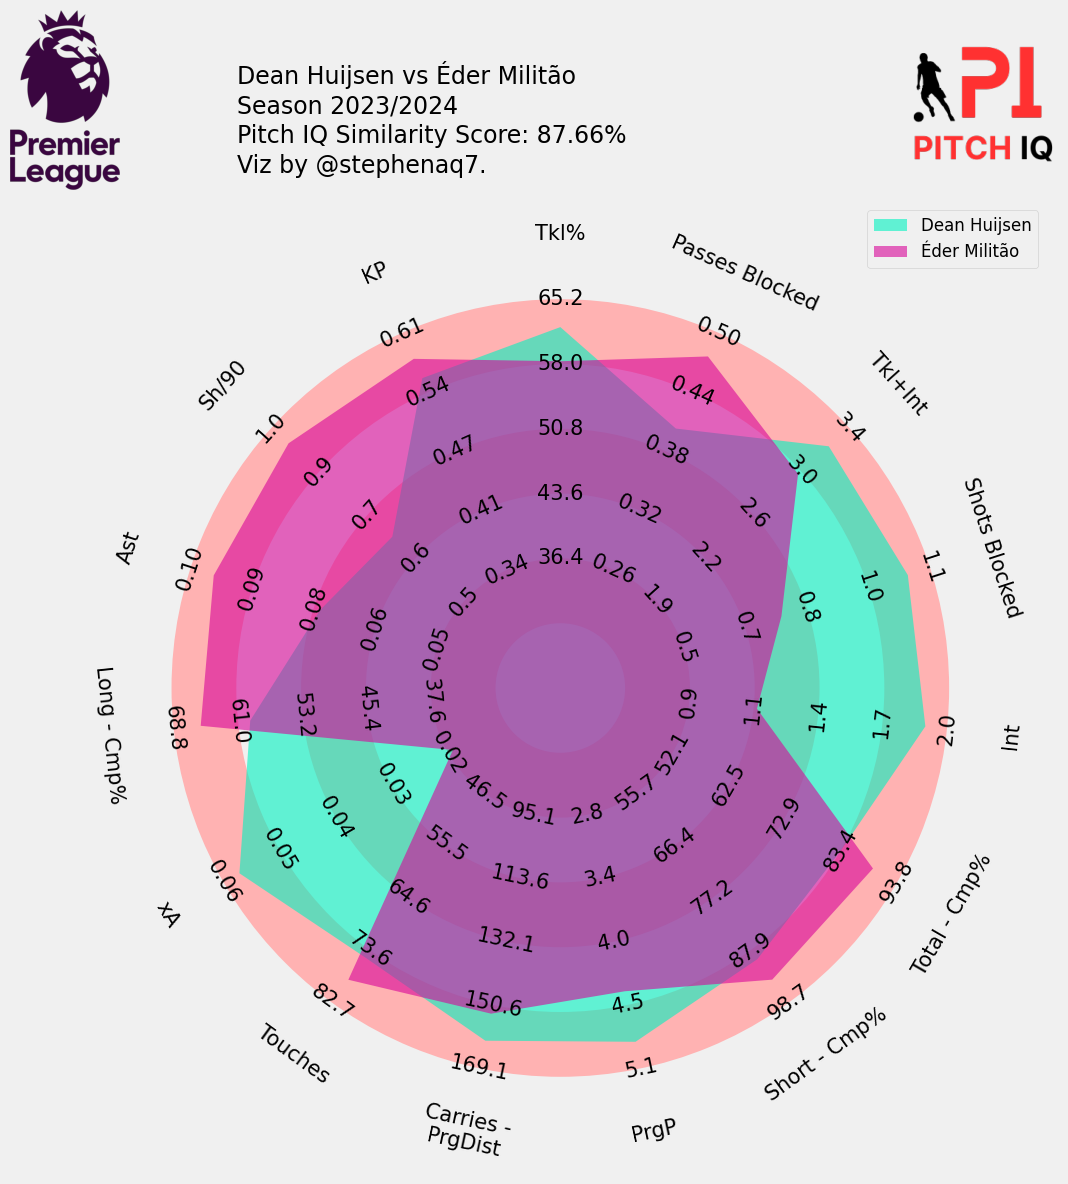 Premier
League
Dean Huijsen vs Éder Militão
Season 2023/2024
Pitch IQ Similarity Score: 87.66%
Viz by @stephenaq7.
PI
PITCH IQ
Dean Huijsen
Éder Militão
Tkl%
65.2
58.0
50.8
43.6
36.4
Passes Blocked
0.50
0.44
0.38
0.32
0.26
Tkl+Int
3.4
3.0
2.6
2.2
1.9
Shots Blocked
1.1
1.0
0.8
0.7
0.5
Int
2.0
1.7
1.4
1.1
0.9
Total - Cmp%
93.8
83.4
72.9
62.5
52.1
Short - Cmp%
98.7
87.9
77.2
66.4
55.7
PrgP
5.1
4.5
4.0
3.4
2.8
Carries -
PrgDist
169.1
150.6
132.1
113.6
95.1
Touches
82.7
73.6
64.6
55.5
46.5
xA
0.06
0.05
0.04
0.03
0.02
Long - Cmp%
68.8
61.0
53.2
45.4
37.6
Ast
0.10
0.09
0.08
0.06
0.05
Sh/90
1.0
0.9
0.7
0.6
0.5
KP
0.61
0.54
0.47
0.41
0.34